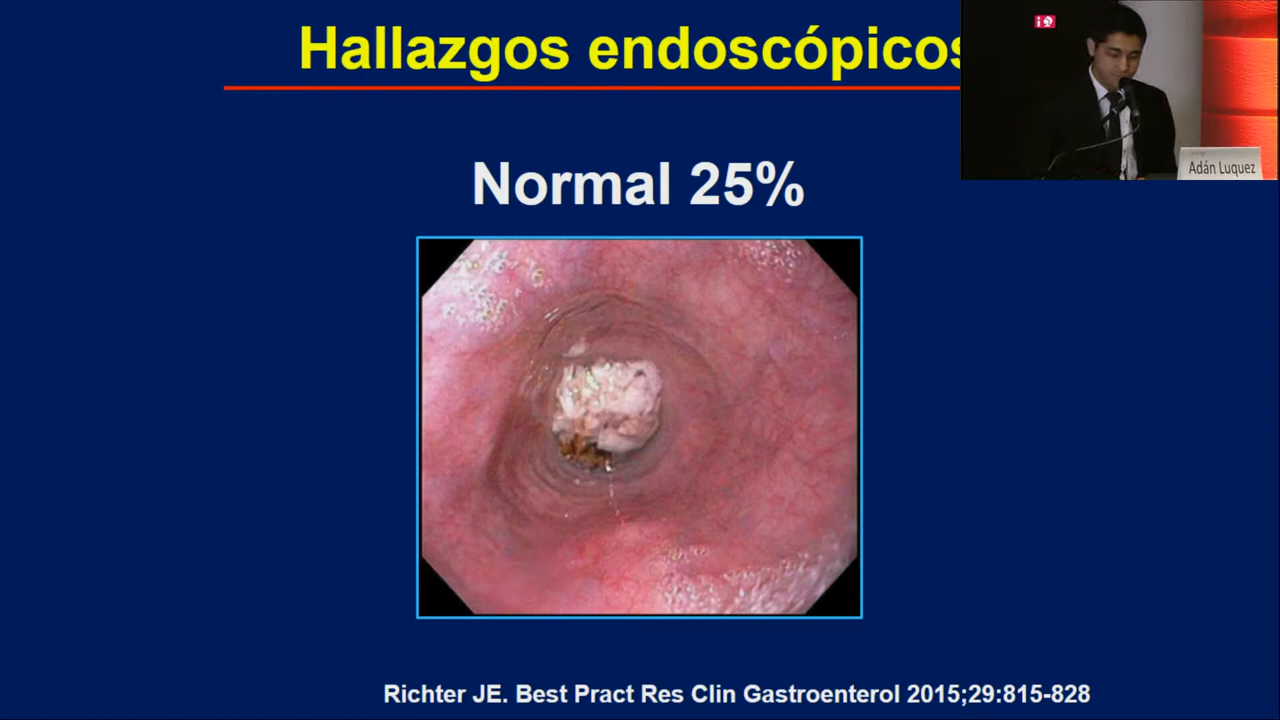 Hallazgos endoscópicos
Adán Luquez
Normal 25%
Richter JE. Best Pract Res Clin Gastroenterol 2015;29:815-828